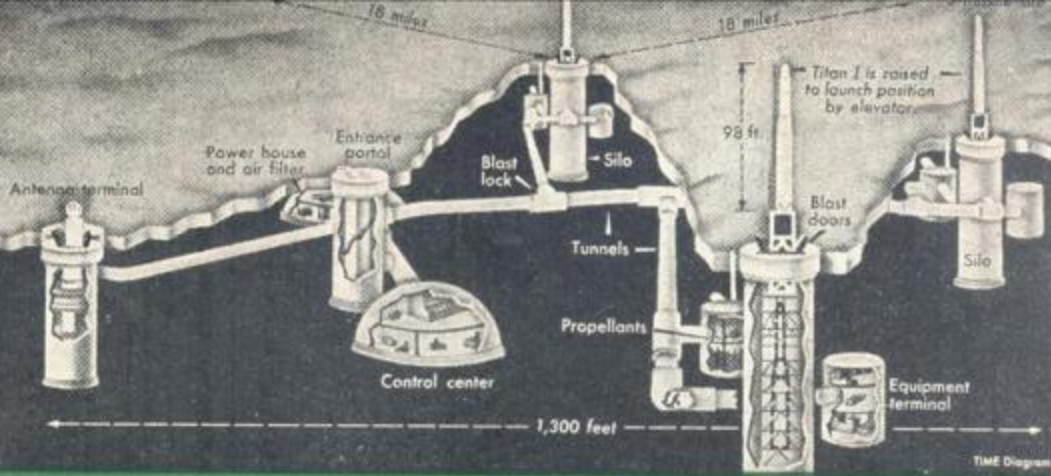 18 miles
18 miles
Titan I is raised
to launch position
by elevator.
98 ft.
Entrance
portal
Power house
and air filter
Antenna terminal
Blast
lock
Silo
Blast
doors
Tunnels
Silo
Propellants
Control center
Equipment
terminal
1,300 feet
TIME Diagram